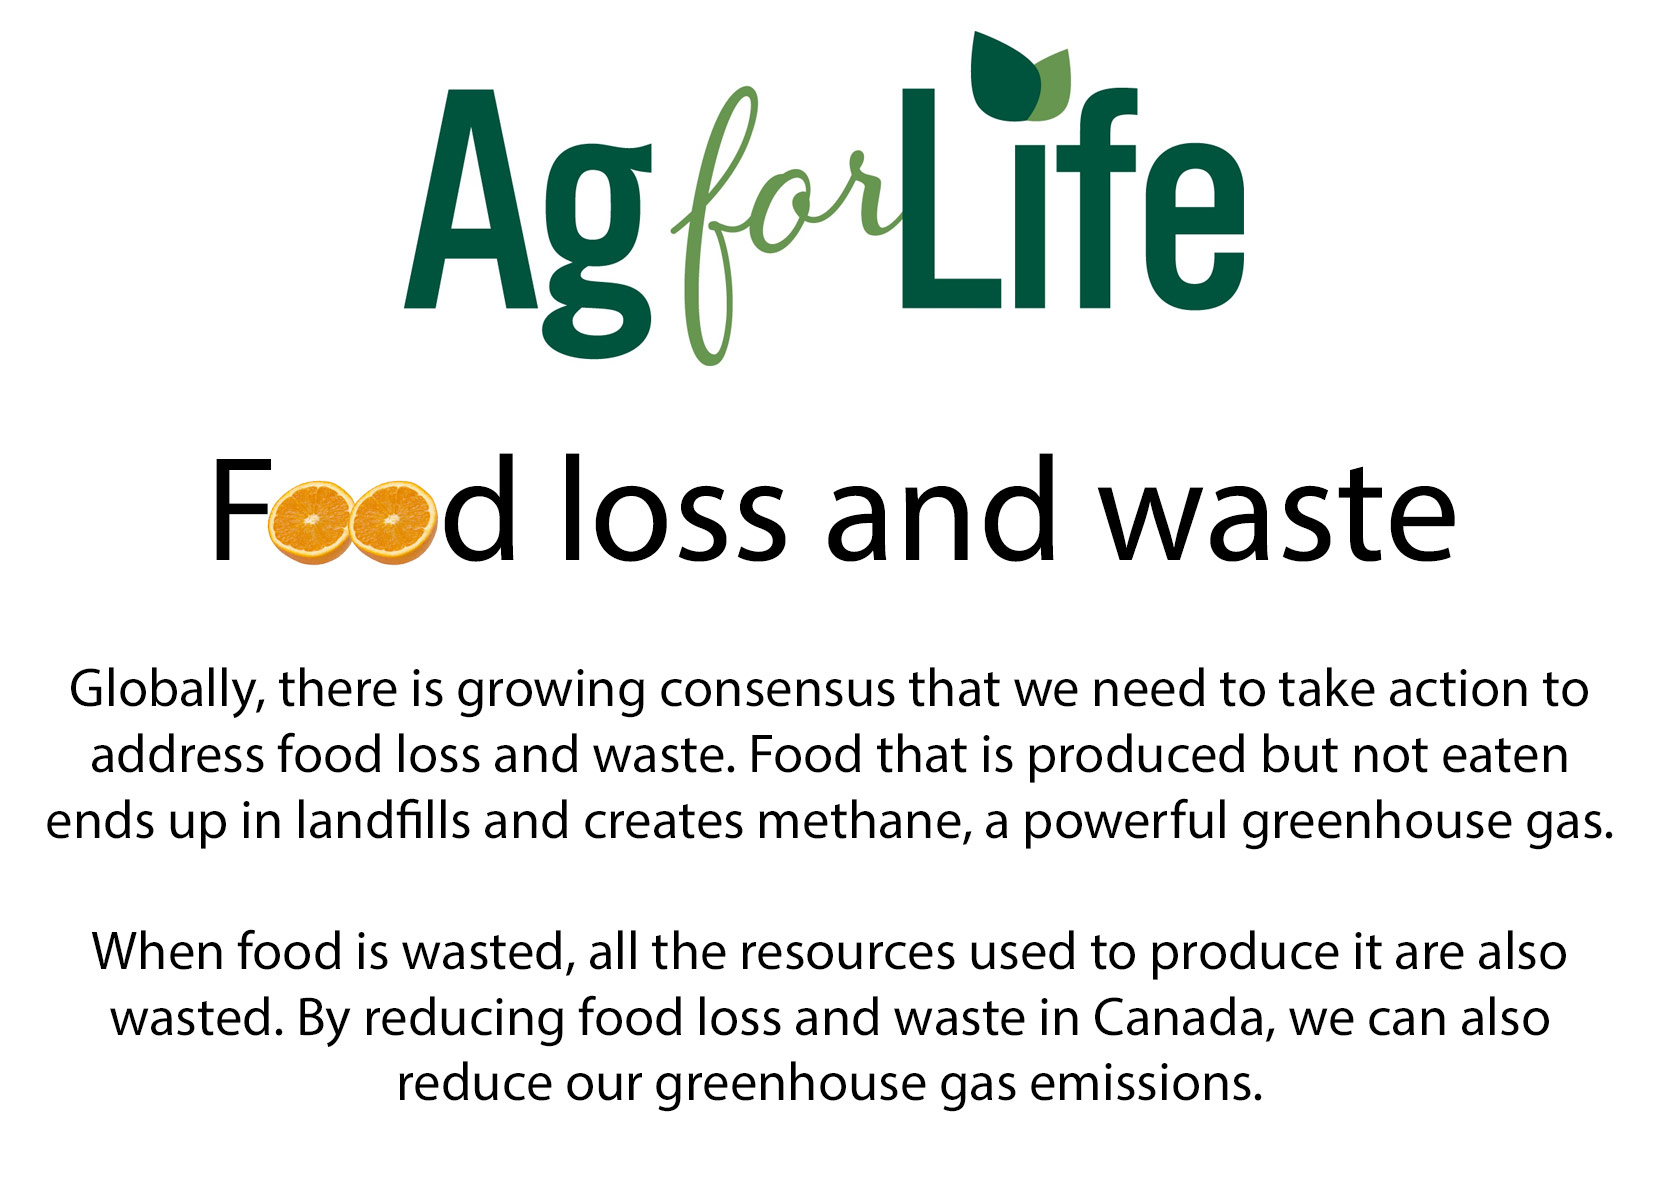 Ag for Life
Food loss and waste
Globally, there is growing consensus that we need to take action to
address food loss and waste. Food that is produced but not eaten
ends up in landfills and creates methane, a powerful greenhouse gas.
When food is wasted, all the resources used to produce it are also
wasted. By reducing food loss and waste in Canada, we can also
reduce our greenhouse gas emissions.